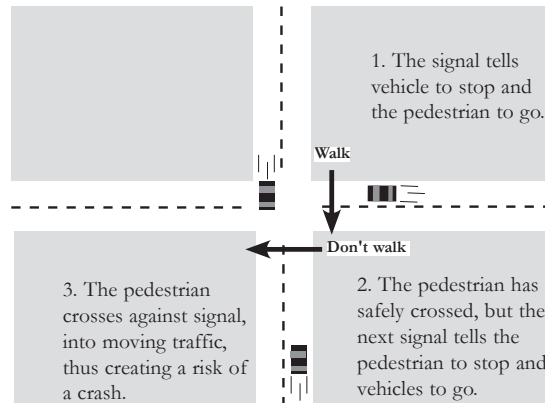 1. The signal tells
vehicle to stop and
the pedestrian to go.
Walk
Don't walk
2. The pedestrian has
safely crossed, but the
next signal tells the
pedestrian to stop and
vehicles to go.
3. The pedestrian
crosses against signal,
into moving traffic,
thus creating a risk of
a crash.